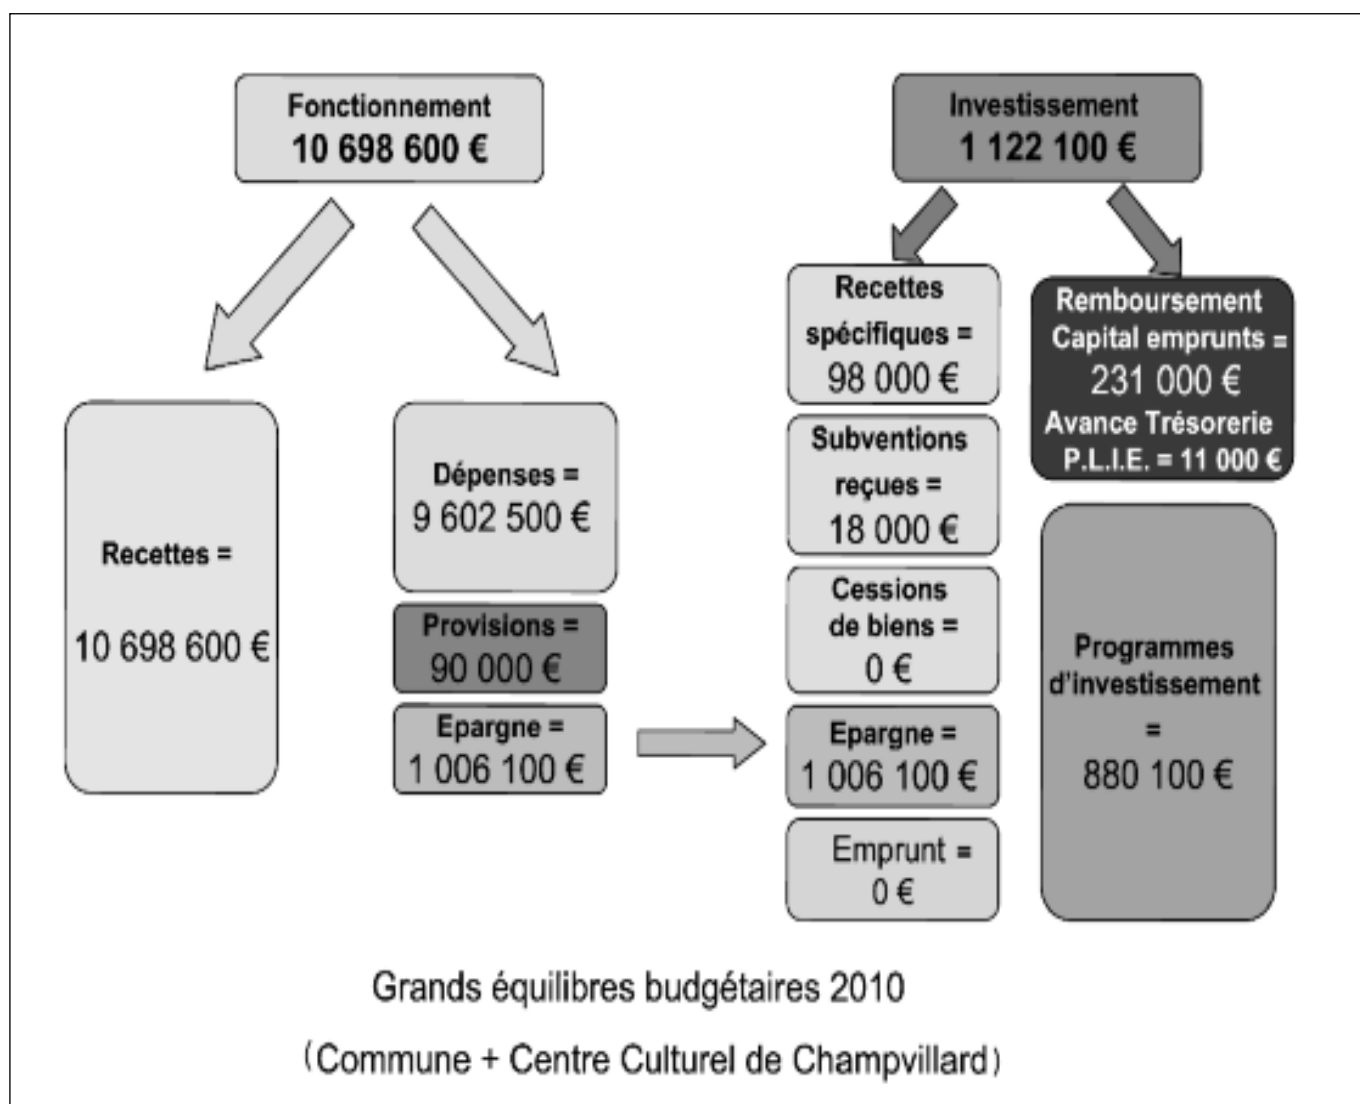 Fonctionnement
10 698 600 €
Investissement
1 122 100 €
Recettes =
10 698 600 €
Dépenses =
9 602 500 €
Provisions =
90 000 €
Epargne =
1 006 100 €
Recettes
spécifiques =
98 000 €
Subventions
reçues =
18 000 €
Cessions
de biens =
0 €
Epargne =
1 006 100 €
Emprunt =
0 €
Remboursement
Capital emprunts =
231 000 €
Avance Trésorerie
P.L.I.E. = 11 000 €
Programmes
d'investissement
=
880 100 €
Grands équilibres budgétaires 2010
(Commune + Centre Culturel de Champvillard)